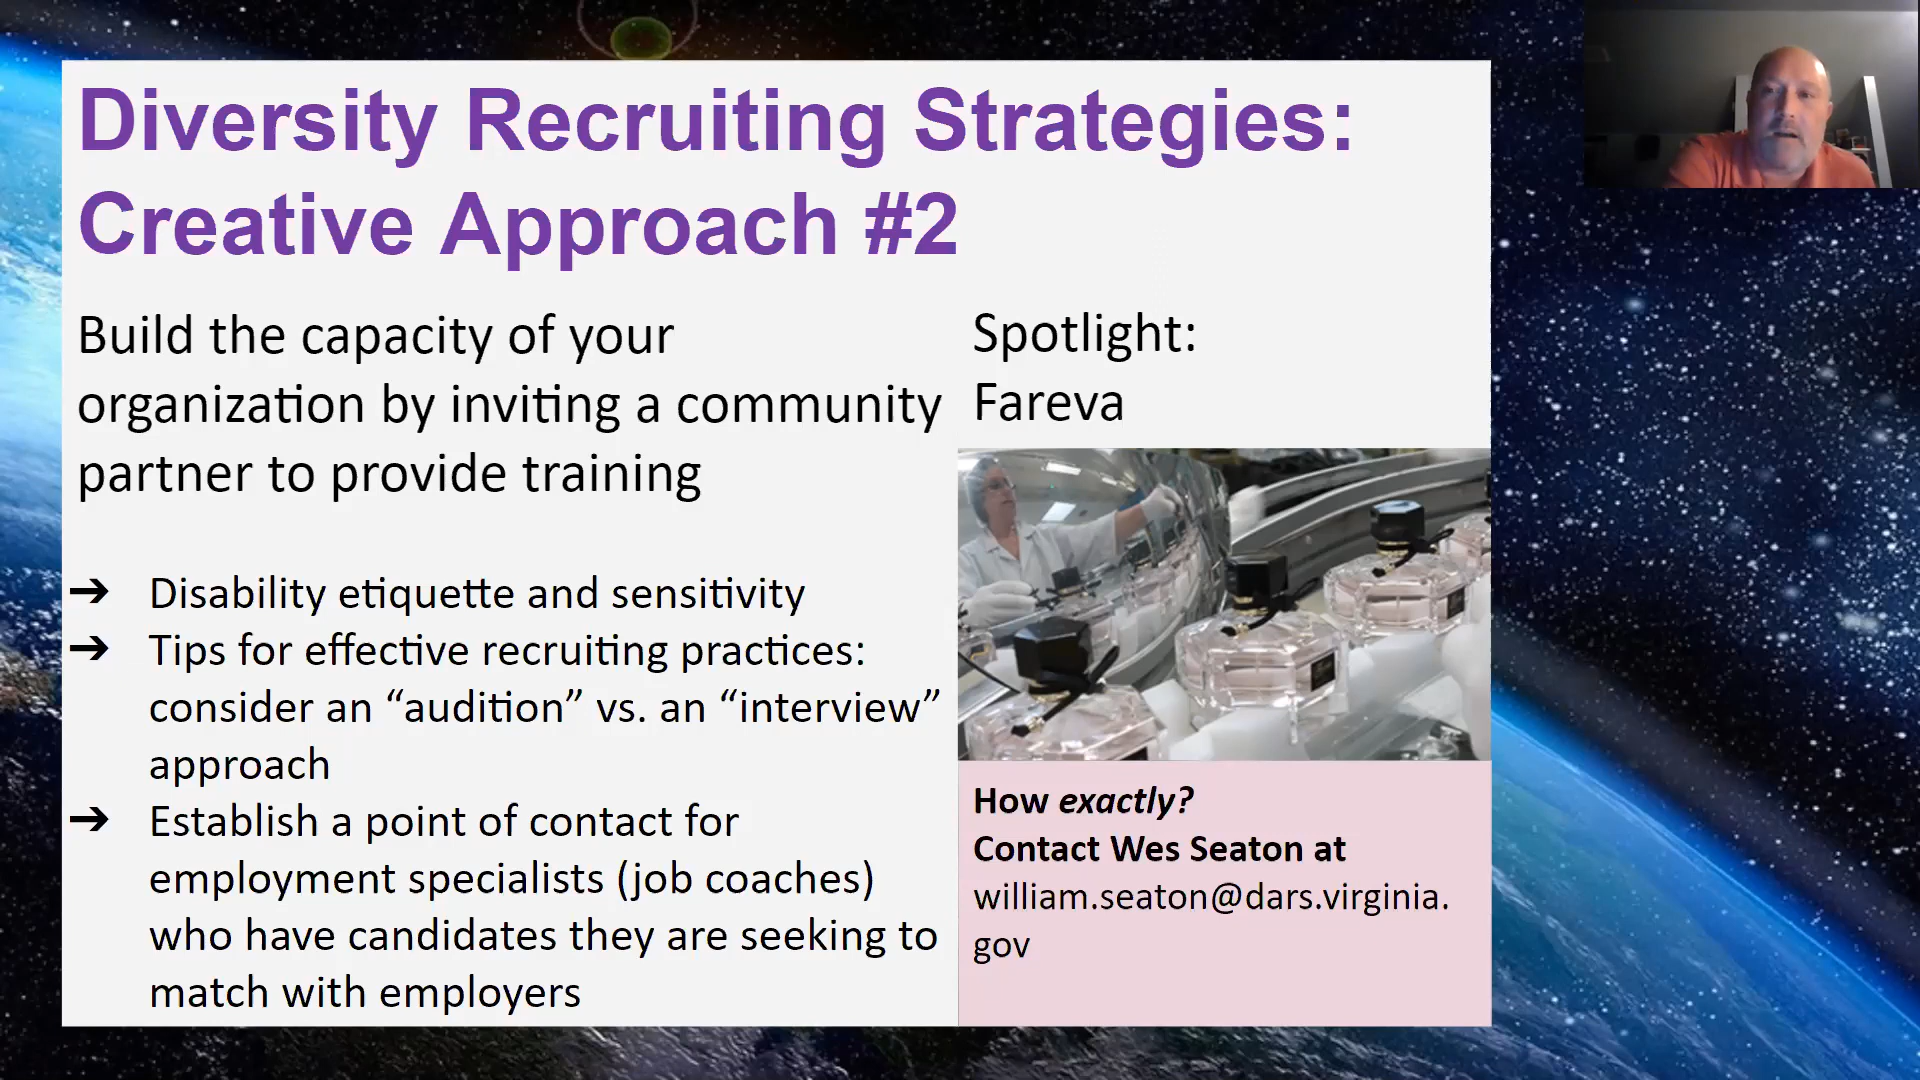 Diversity Recruiting Strategies:
Creative Approach #2
Build the capacity of your
organization by inviting a community
partner to provide training
➔ Disability etiquette and sensitivity
➔ Tips for effective recruiting practices:
consider an “audition” vs. an “interview”
approach
➔ Establish a point of contact for
employment specialists (job coaches)
who have candidates they are seeking to
match with employers
Spotlight:
Fareva
How exactly?
Contact Wes Seaton at
william.seaton@dars.virginia.
gov